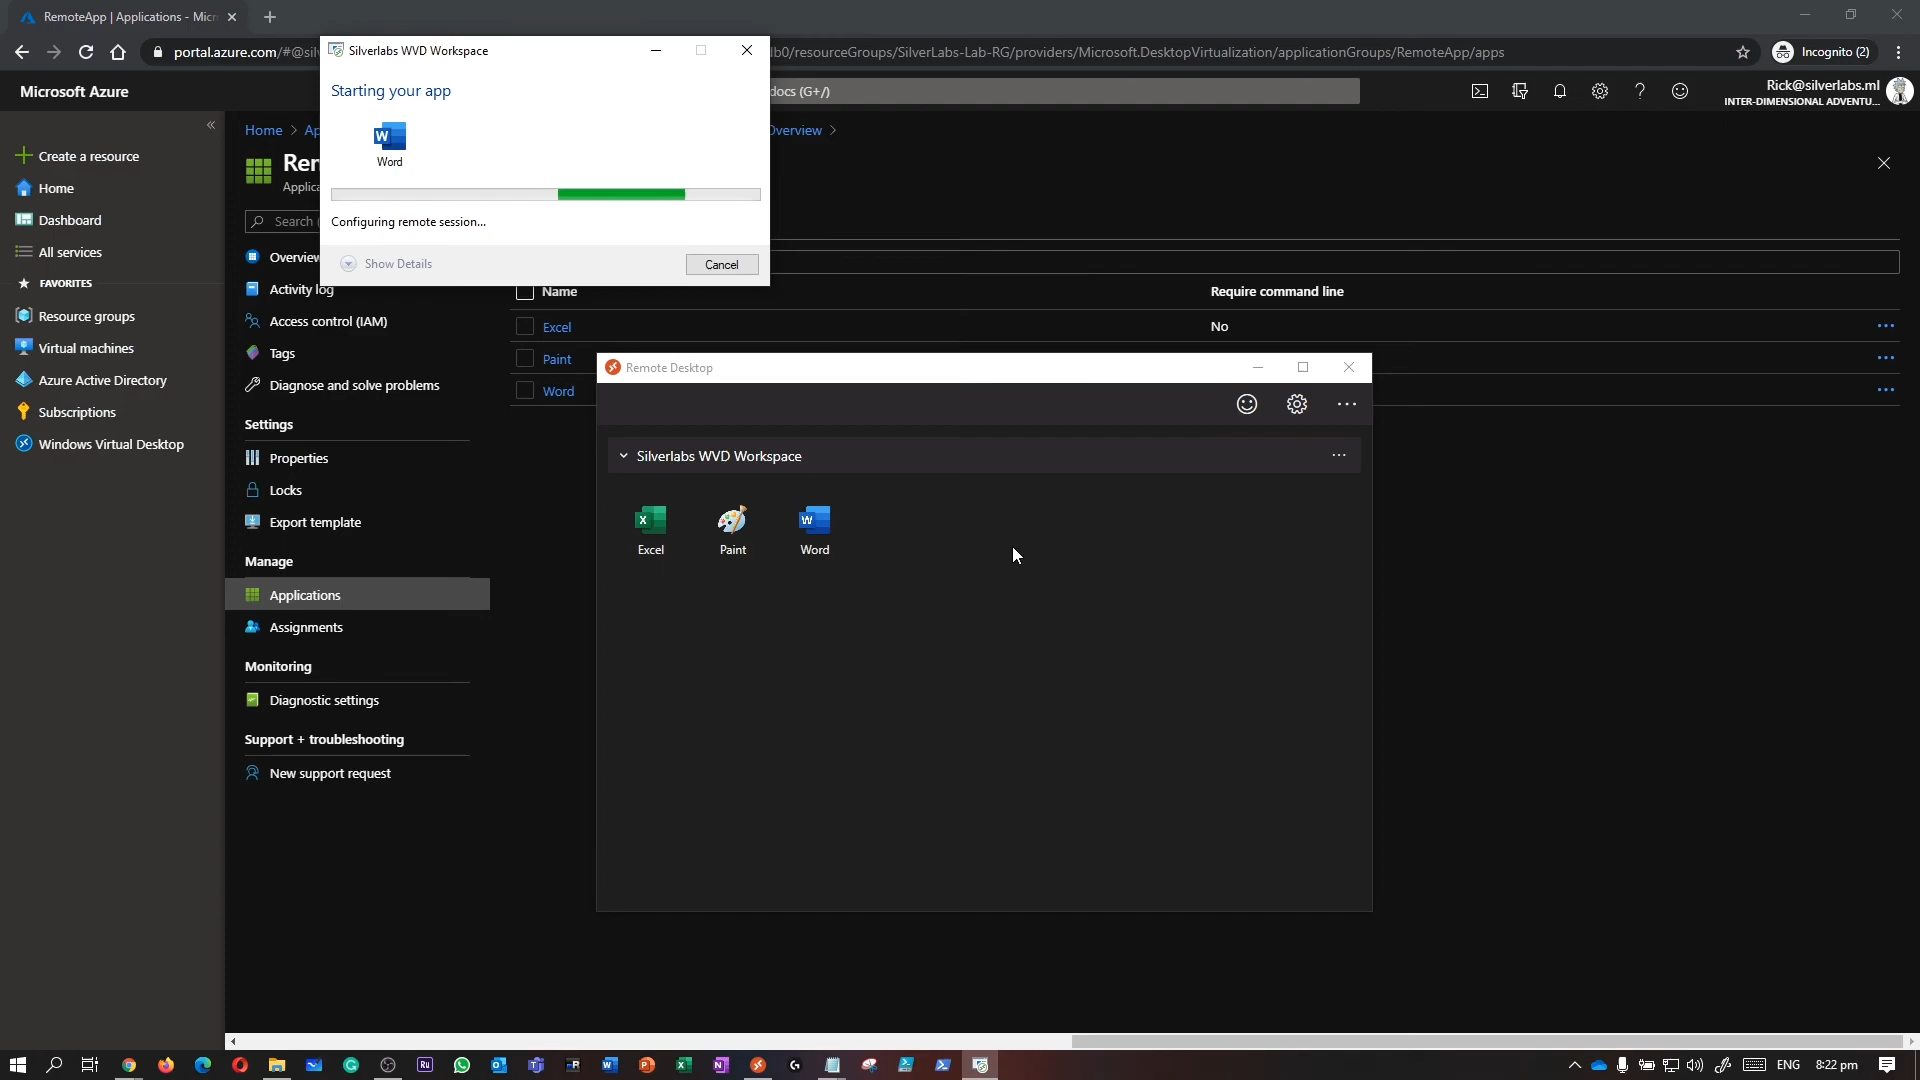 RemoteApp | Applications - Micr
portal.azure.com/#@sil
lb0/resourceGroups/SilverLabs-Lab-RG/providers/Microsoft.DesktopVirtualization/applicationGroups/RemoteApp/apps
Incognito (2)
Microsoft Azure
docs (G+/)
Rick@silverlabs.ml
INTER-DIMENSIONAL ADVENTU...
Silverlabs WVD Workspace
Starting your app
Word
Configuring remote session...
Show Details
Cancel
Create a resource
Home
Dashboard
All services
FAVORITES
Resource groups
Virtual machines
Azure Active Directory
Subscriptions
Windows Virtual Desktop
Home > Ap
Overview >
Ren
Applica
Search (
Overview
Activity log
Access control (IAM)
Tags
Diagnose and solve problems
Settings
Properties
Locks
Export template
Manage
Applications
Assignments
Monitoring
Diagnostic settings
Support + troubleshooting
New support request
Name
Require command line
Excel
No
Paint
Word
Remote Desktop
Silverlabs WVD Workspace
Excel
Paint
Word
ENG
8:22 pm